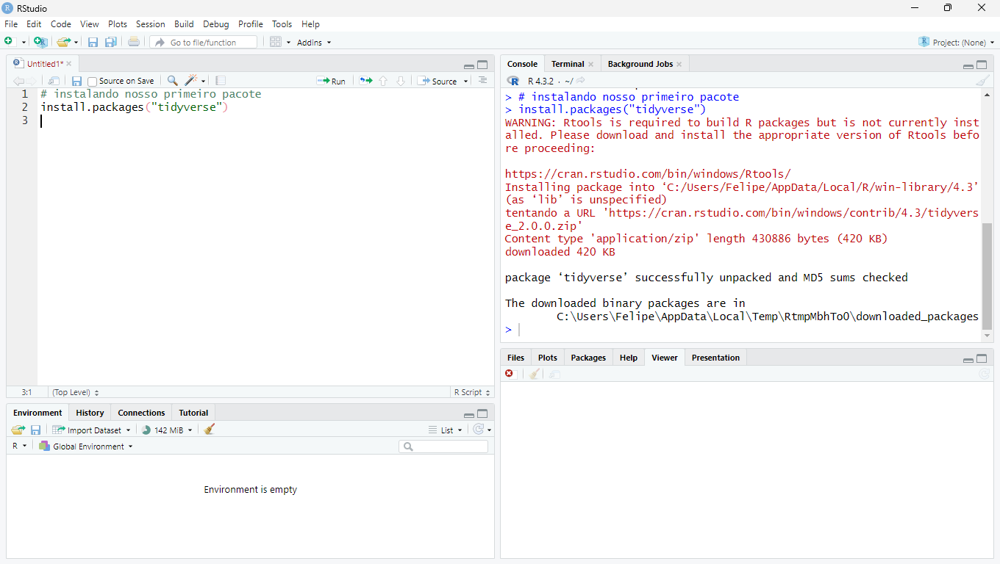 RStudio
File Edit Code View Plots Session Build Debug Profile Tools Help
Go to file/function Addins Project: (None)
Untitled1*
Source on Save Run Source
1 # instalando nosso primeiro pacote
2 install.packages("tidyverse")
3
3:1 (Top Level) R Script
Environment History Connections Tutorial
Import Dataset 142 MiB List
R Global Environment
Environment is empty
Console Terminal Background Jobs
R 4.3.2 · ~/
> # instalando nosso primeiro pacote
> install.packages("tidyverse")
WARNING: Rtools is required to build R packages but is not currently inst
alled. Please download and install the appropriate version of Rtools befo
re proceeding:
https://cran.rstudio.com/bin/windows/Rtools/
Installing package into ‘C:/Users/Felipe/AppData/Local/R/win-library/4.3’
(as ‘lib’ is unspecified)
tentando a URL 'https://cran.rstudio.com/bin/windows/contrib/4.3/tidyvers
e_2.0.0.zip'
Content type 'application/zip' length 430886 bytes (420 KB)
downloaded 420 KB
package ‘tidyverse’ successfully unpacked and MD5 sums checked
The downloaded binary packages are in
C:\Users\Felipe\AppData\Local\Temp\RtmpMbhToO\downloaded_packages
>
Files Plots Packages Help Viewer Presentation